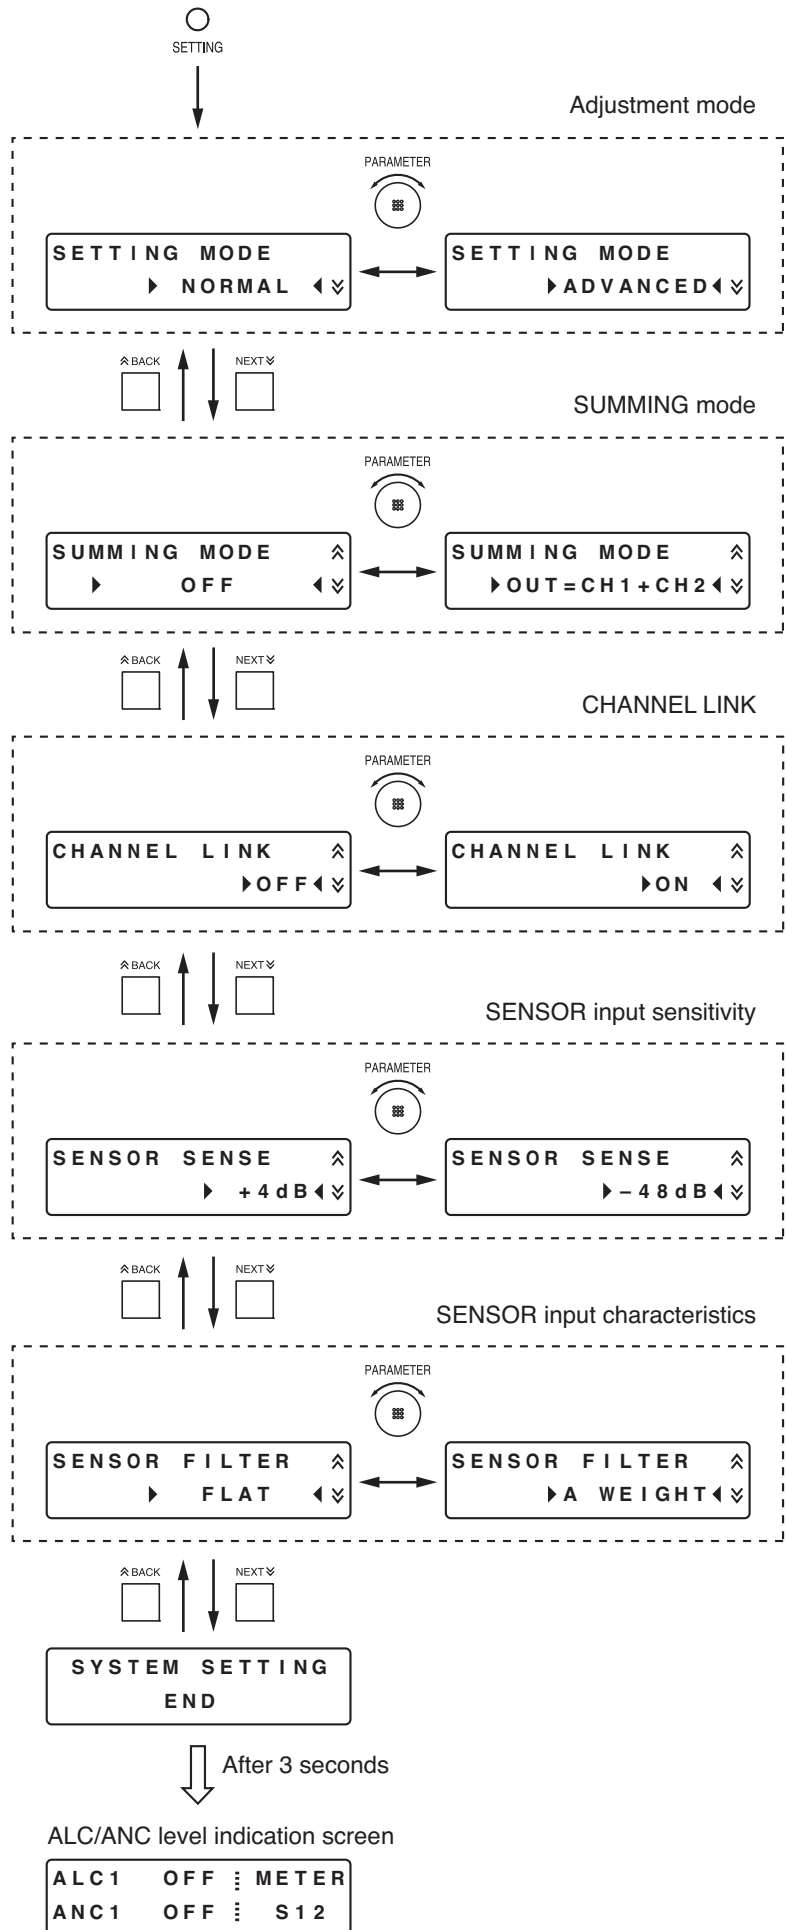 SETTING
Adjustment mode
PARAMETER
SETTING MODE
NORMAL
SETTING MODE
ADVANCED
BACK
NEXT
SUMMING mode
PARAMETER
SUMMING MODE
OFF
SUMMING MODE
OUT=CH1+CH2
BACK
NEXT
CHANNEL LINK
PARAMETER
CHANNEL LINK
OFF
CHANNEL LINK
ON
BACK
NEXT
SENSOR input sensitivity
PARAMETER
SENSOR SENSE
+4dB
SENSOR SENSE
–48dB
BACK
NEXT
SENSOR input characteristics
PARAMETER
SENSOR FILTER
FLAT
SENSOR FILTER
A WEIGHT
BACK
NEXT
SYSTEM SETTING
END
After 3 seconds
ALC/ANC level indication screen
ALC1 OFF METER
ANC1 OFF S12